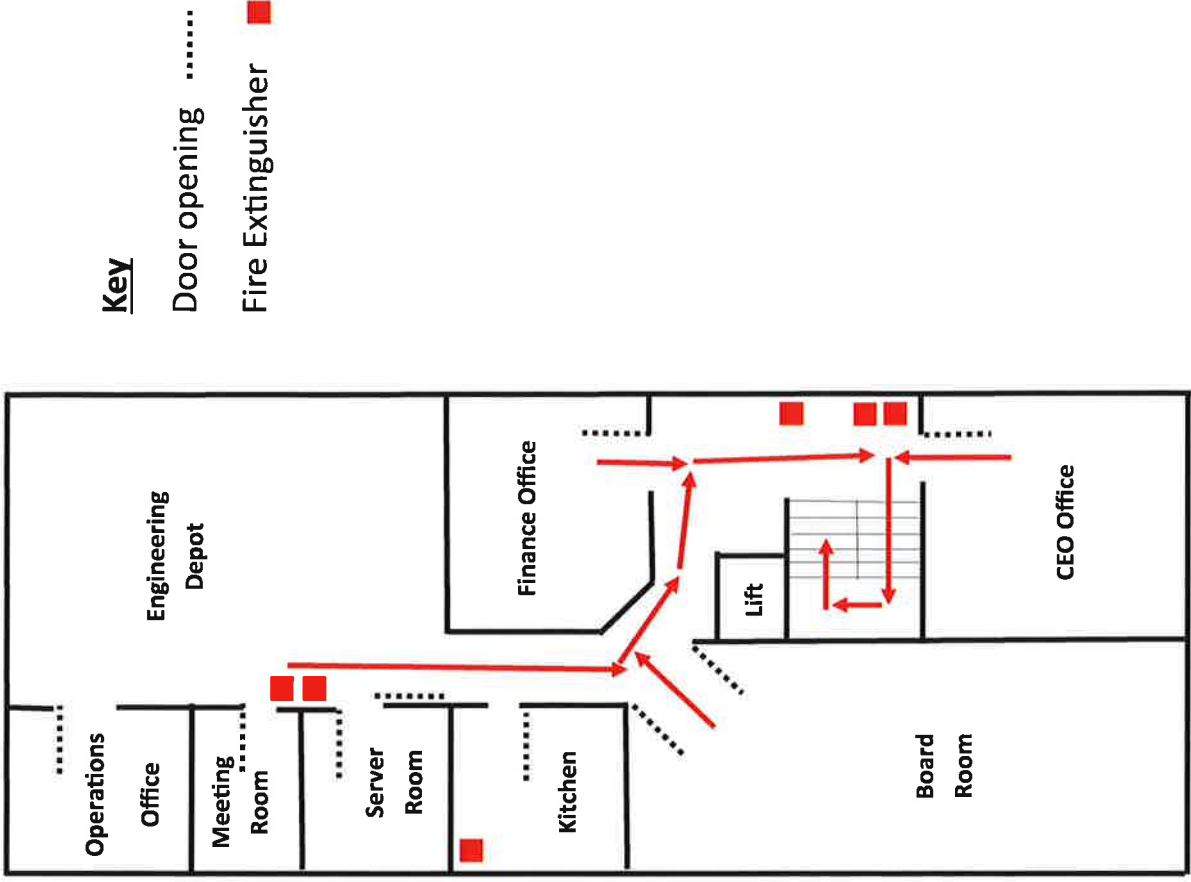 Key
Door opening
Fire Extinguisher
Operations
Office
Meeting
Room
Server
Room
Kitchen
Board
Room
Engineering
Depot
Finance Office
Lift
CEO Office